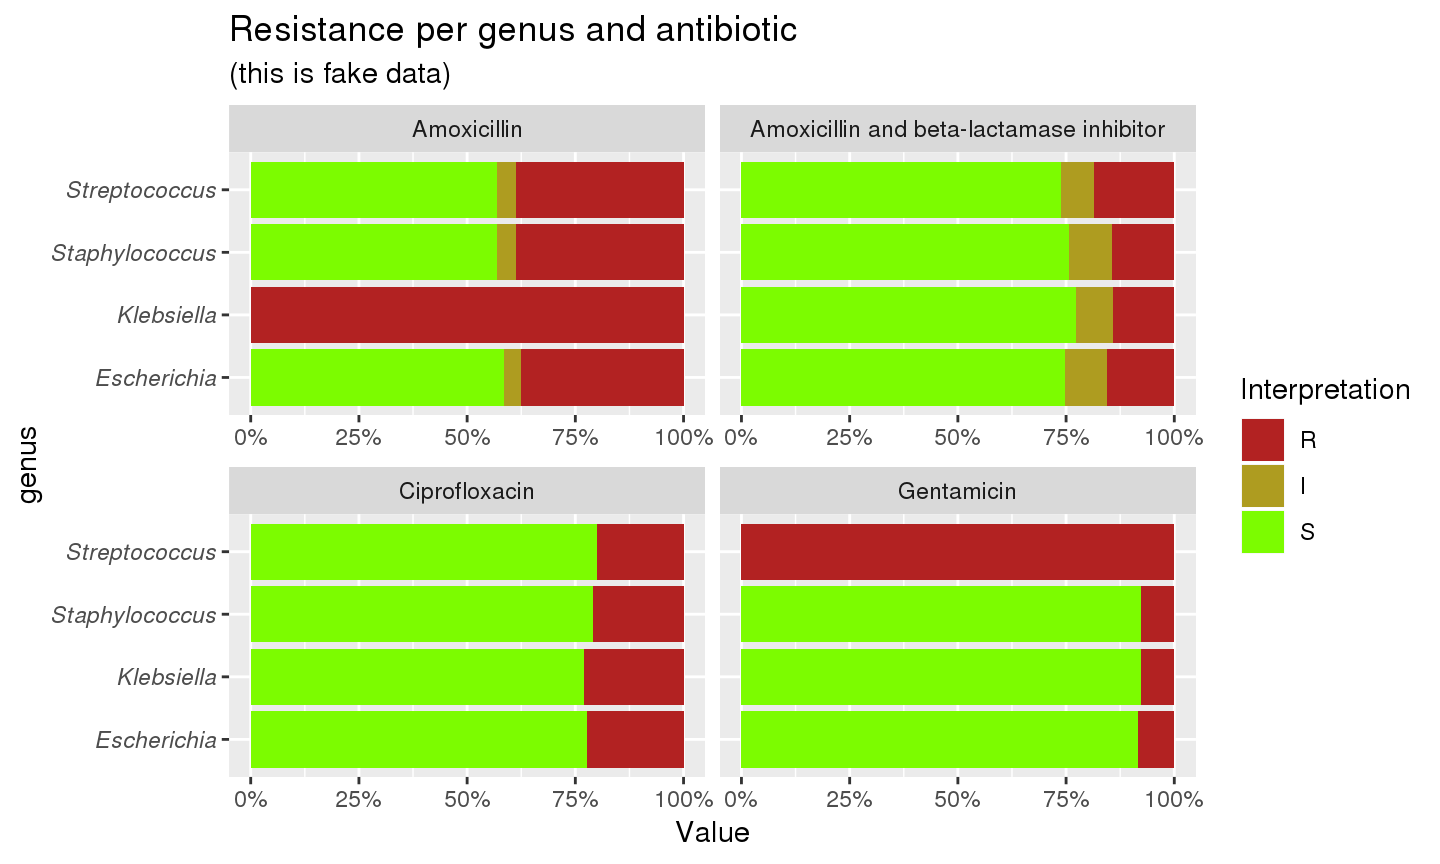 Resistance per genus and antibiotic
(this is fake data)
Amoxicillin
Amoxicillin and beta-lactamase inhibitor
Streptococcus
Staphylococcus
Klebsiella
Escherichia
0% 25% 50% 75% 100%
0% 25% 50% 75% 100%
Ciprofloxacin
Gentamicin
Streptococcus
Staphylococcus
Klebsiella
Escherichia
0% 25% 50% 75% 100%
0% 25% 50% 75% 100%
genus
Value
Interpretation
R
I
S